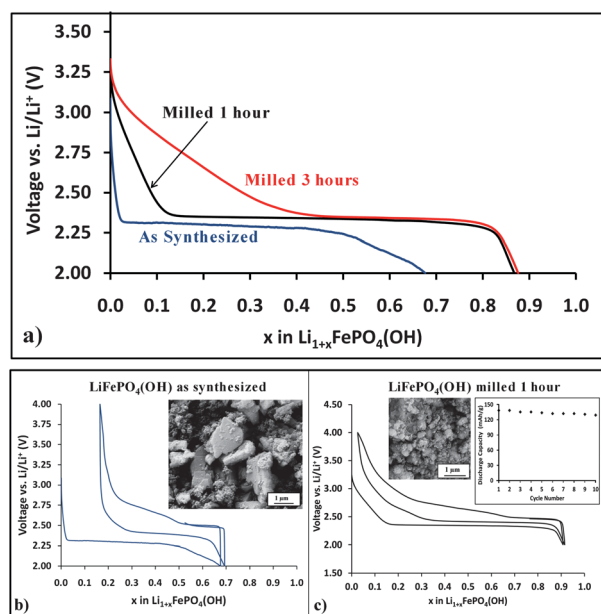 3.50
3.25
3.00
2.75
2.50
2.25
2.00
Voltage vs. Li/Li⁺ (V)
Milled 1 hour
Milled 3 hours
As Synthesized
0.0 0.1 0.2 0.3 0.4 0.5 0.6 0.7 0.8 0.9 1.0
x in Li₁₊ₓFePO₄(OH)
a)
LiFePO₄(OH) as synthesized
4.00
3.50
3.00
2.50
2.00
Voltage vs. Li/Li⁺ (V)
1 μm
0.0 0.1 0.2 0.3 0.4 0.5 0.6 0.7 0.8 0.9 1.0
x in Li₁₊ₓFePO₄(OH)
b)
LiFePO₄(OH) milled 1 hour
4.50
4.00
3.50
3.00
2.50
2.00
1.50
Voltage vs. Li/Li⁺ (V)
1 μm
150
120
90
60
30
0
Discharge Capacity (mAh/g)
1 2 3 4 5 6 7 8 9 10
Cycle Number
0.0 0.1 0.2 0.3 0.4 0.5 0.6 0.7 0.8 0.9 1.0
x in Li₁₊ₓFePO₄(OH)
c)